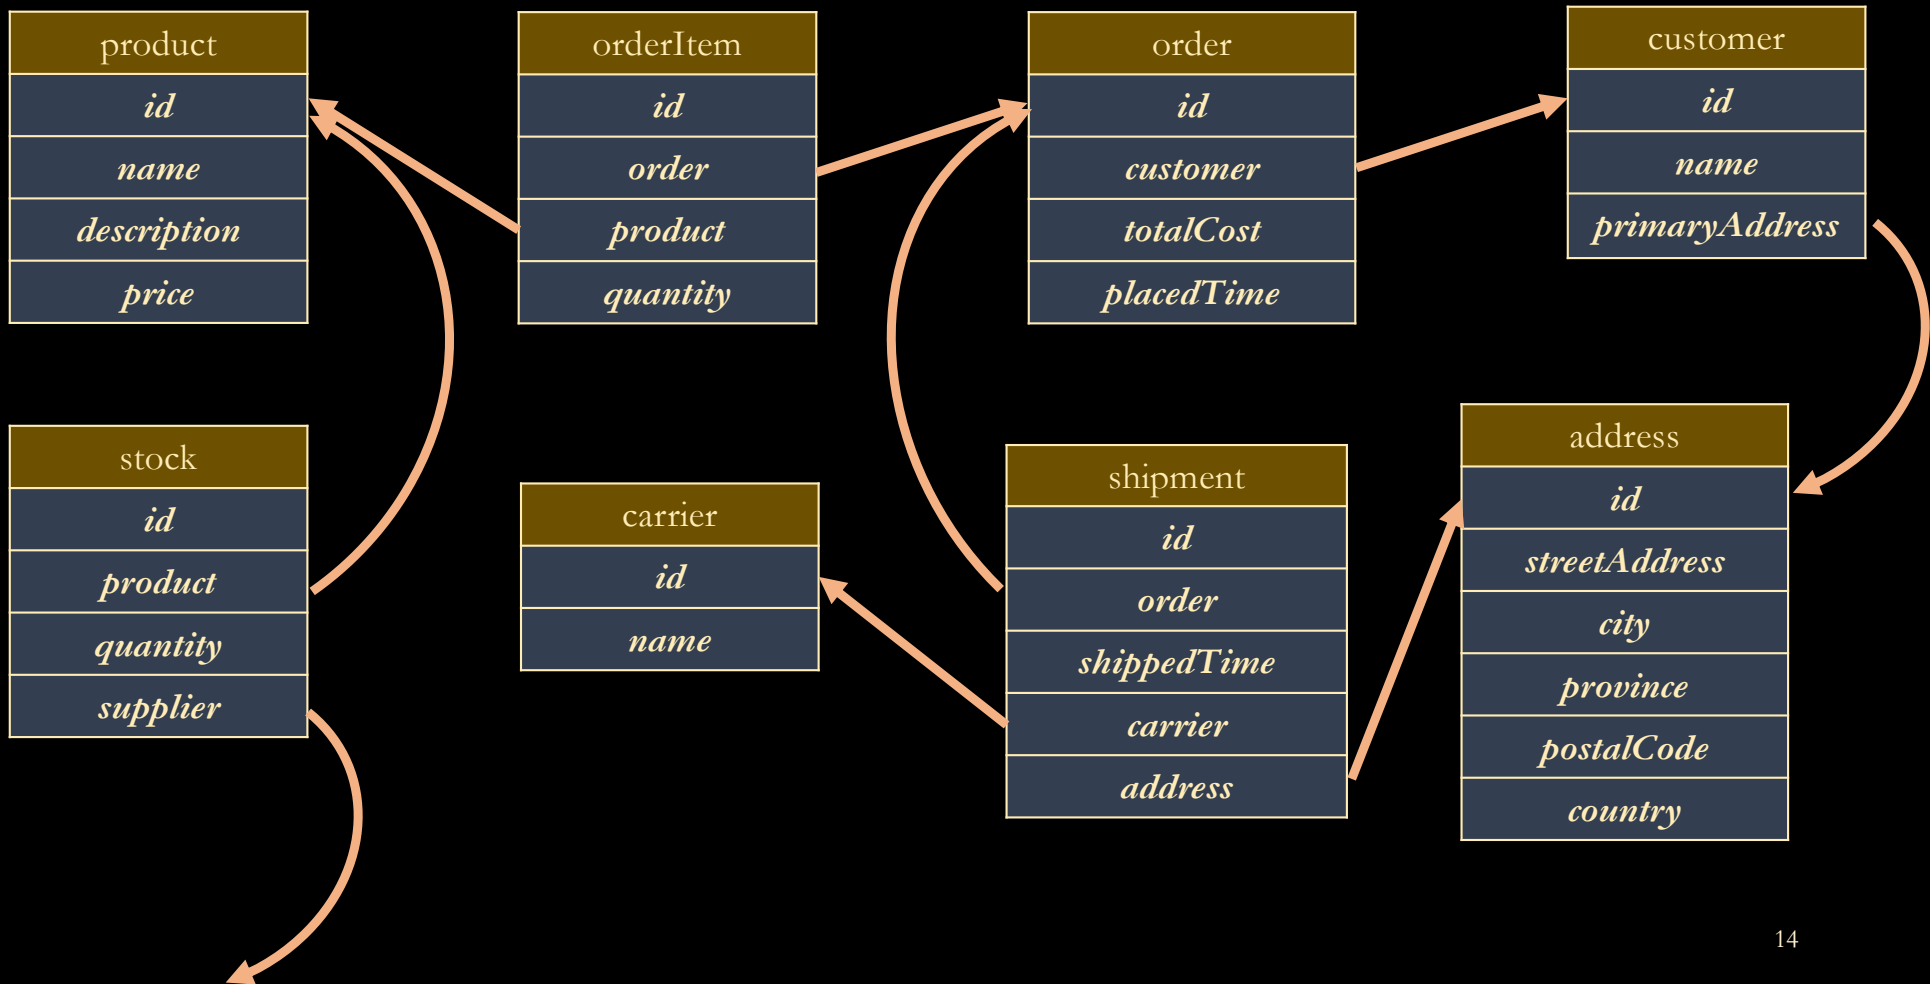 product
id
name
description
price
orderItem
id
order
product
quantity
order
id
customer
totalCost
placedTime
customer
id
name
primaryAddress
stock
id
product
quantity
supplier
carrier
id
name
shipment
id
order
shippedTime
carrier
address
address
id
streetAddress
city
province
postalCode
country
14